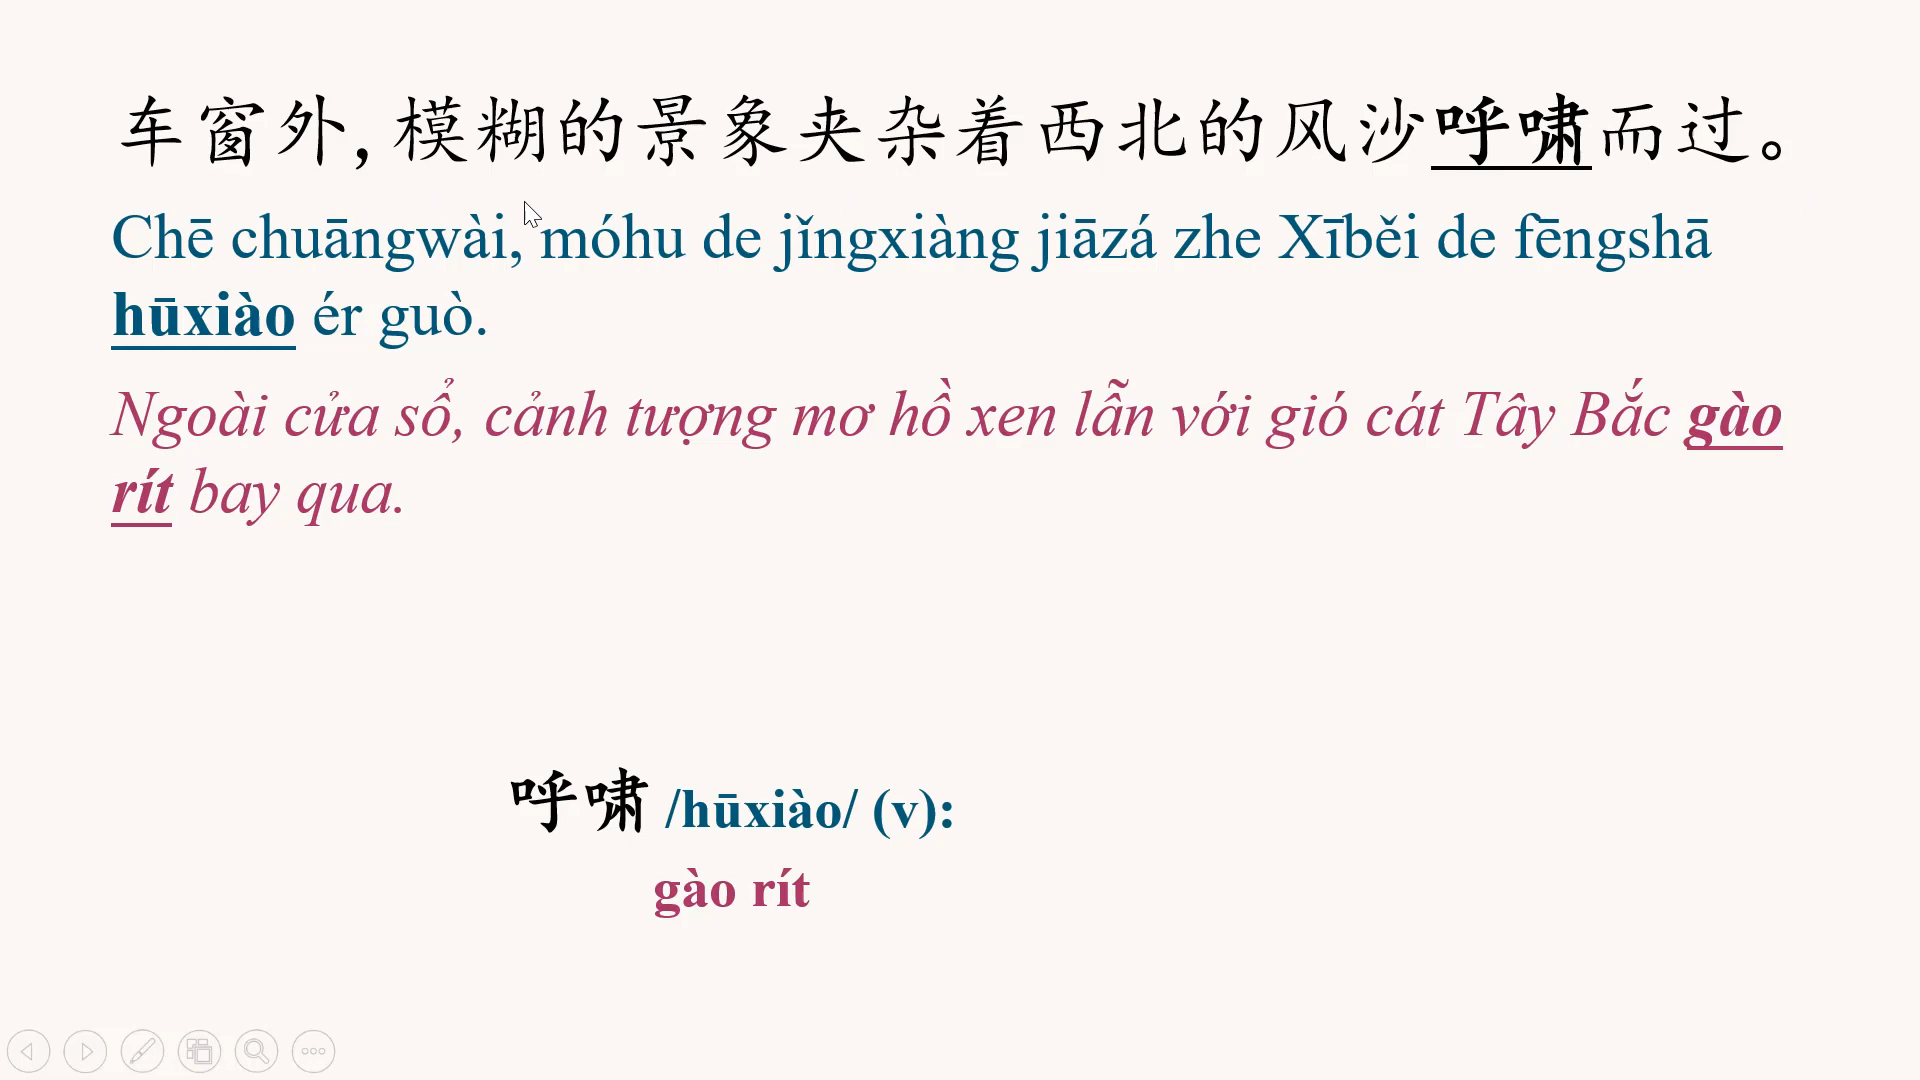 车窗外,模糊的景象夹杂着西北的风沙呼啸而过。
Chē chuāngwài, móhu de jǐngxiàng jiāzá zhe Xīběi de fēngshā
hūxiào ér guò.
Ngoài cửa sổ, cảnh tượng mơ hồ xen lẫn với gió cát Tây Bắc gào
rít bay qua.
呼啸 /hūxiào/ (v):
gào rít